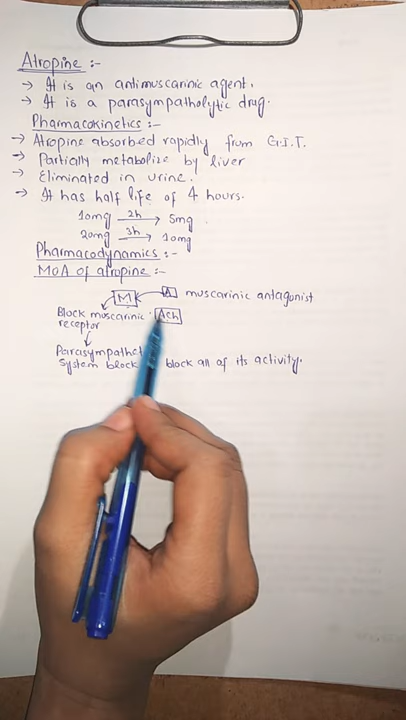 Atropine :-
→ It is an antimuscarinic agent.
→ It is a parasympatholytic drug.
Pharmacokinetics :-
→ Atropine absorbed rapidly from G.I.T.
→ Partially metabolize by liver
→ Eliminated in urine.
→ It has half life of 4 hours.
10mg 2h→ 5mg
20mg 3h→ 10mg
Pharmacodynamics :-
MOA of atropine :-
M ← A muscarinic antagonist
Block muscarinic Ach
receptor
↓
Parasympathet
System block block all of its activity.